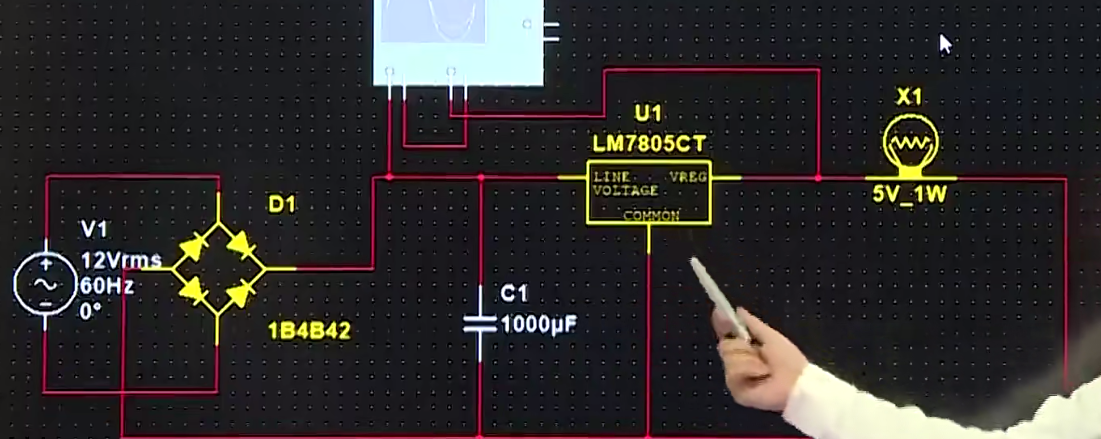 X1
U1
LM7805CT
LINE VREG
VOLTAGE
COMMON
5V_1W
D1
V1
12Vrms
60Hz
0°
C1
1000µF
1B4B42